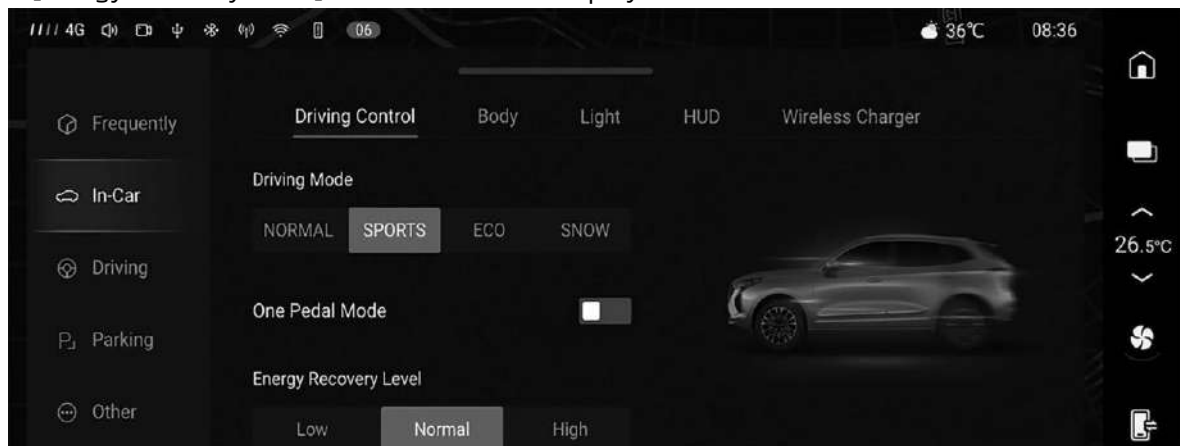 4G 06 36℃ 08:36
Frequently
In-Car
Driving
Parking
Other
Driving Control Body Light HUD Wireless Charger
Driving Mode
NORMAL SPORTS ECO SNOW
One Pedal Mode
Energy Recovery Level
Low Normal High
26.5°C